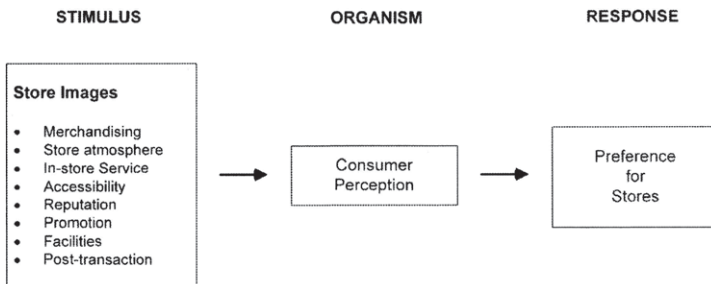 STIMULUS
ORGANISM
RESPONSE
Store Images
• Merchandising
• Store atmosphere
• In-store Service
• Accessibility
• Reputation
• Promotion
• Facilities
• Post-transaction
Consumer
Perception
Preference
for
Stores